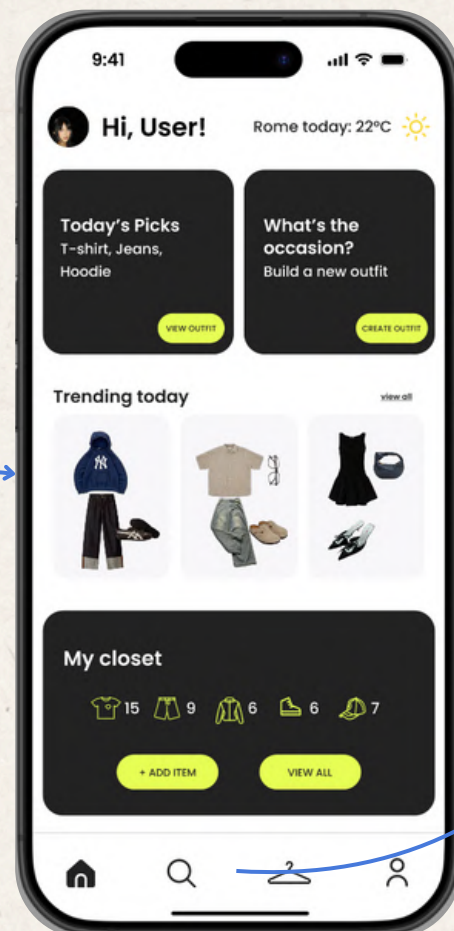 9:41
Hi, User!
Rome today: 22°C
Today's Picks
T-shirt, Jeans,
Hoodie
VIEW OUTFIT
What's the
occasion?
Build a new outfit
CREATE OUTFIT
Trending today
view all
NY
My closet
15 9 6 6 7
+ ADD ITEM
VIEW ALL